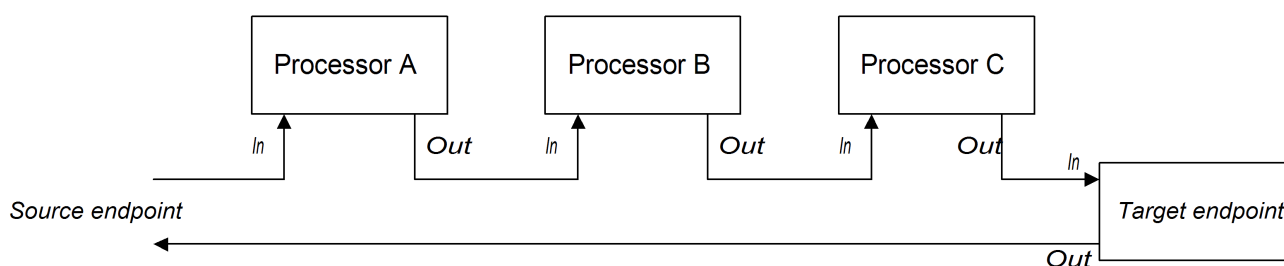 Processor A
Processor B
Processor C
In
Out
In
Out
In
Out
In
Source endpoint
Target endpoint
Out